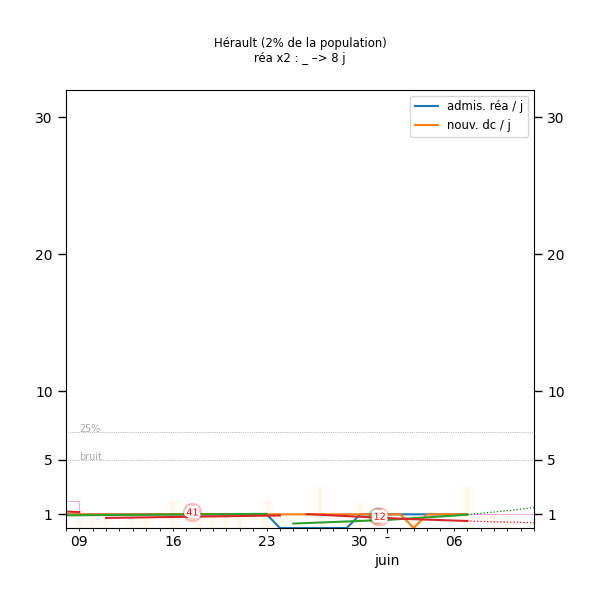 Hérault (2% de la population)
réa x2 : _ –> 8 j
admis. réa / j
nouv. dc / j
30 30
20 20
10 10
25%
5 bruit 5
1 41 12 1
09 16 23 30 - 06
juin